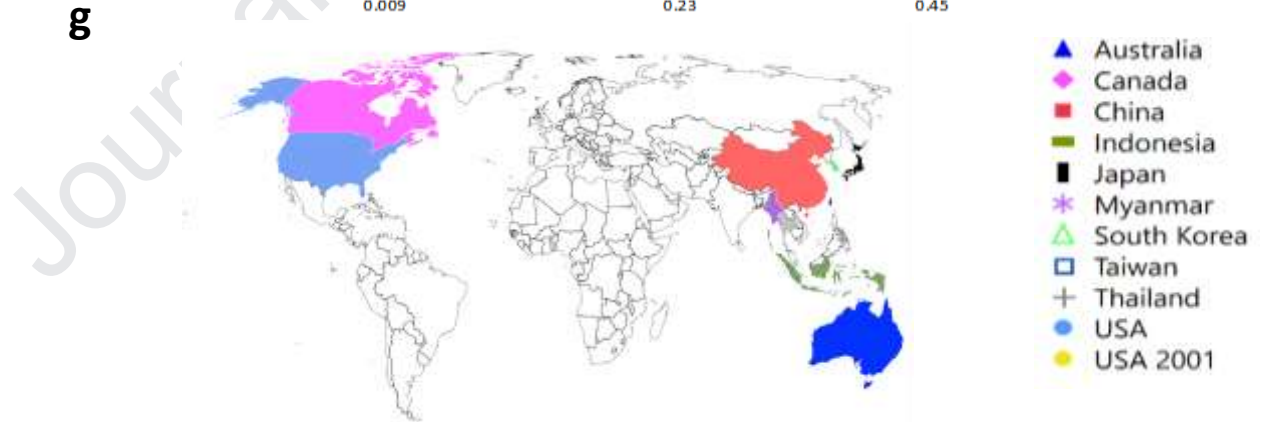 0.009 0.23 0.45
g
Australia
Canada
China
Indonesia
Japan
Myanmar
South Korea
Taiwan
Thailand
USA
USA 2001
Jour